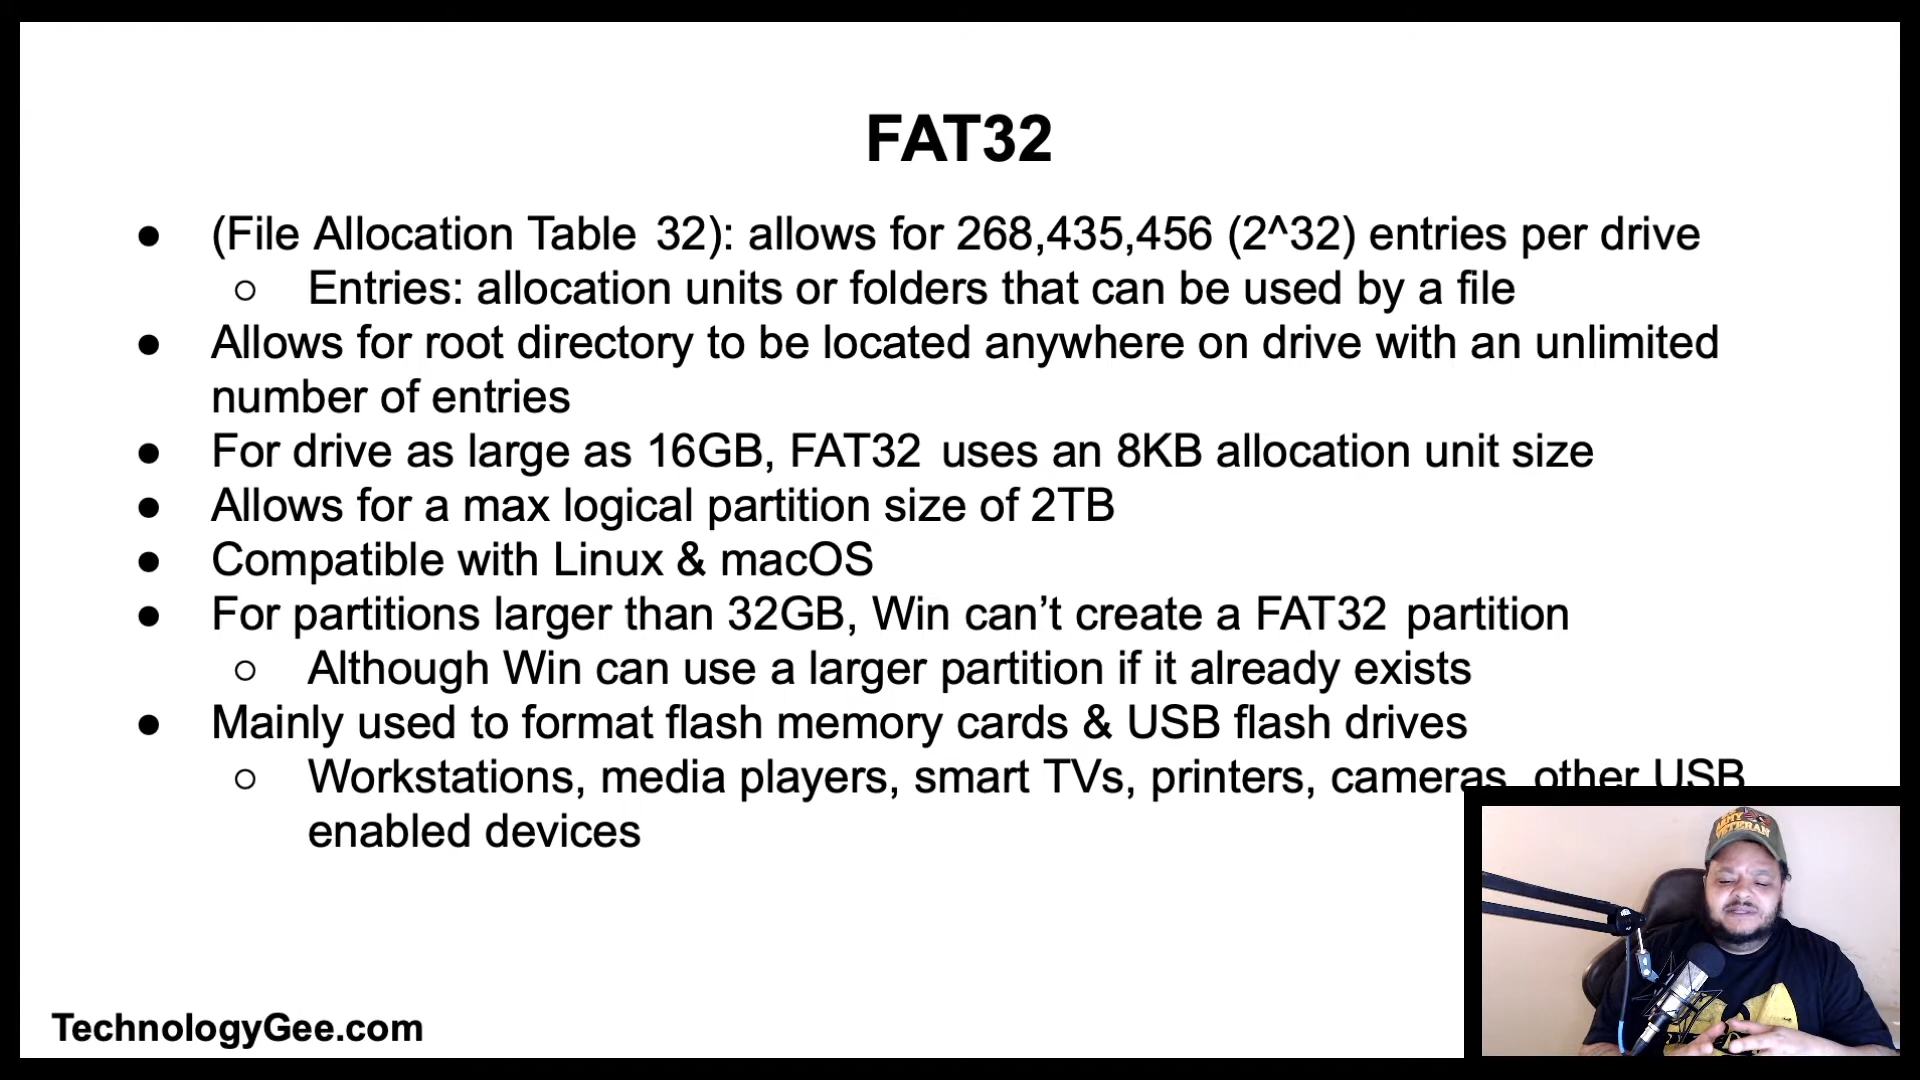 FAT32
● (File Allocation Table 32): allows for 268,435,456 (2^32) entries per drive
○ Entries: allocation units or folders that can be used by a file
● Allows for root directory to be located anywhere on drive with an unlimited
number of entries
● For drive as large as 16GB, FAT32 uses an 8KB allocation unit size
● Allows for a max logical partition size of 2TB
● Compatible with Linux & macOS
● For partitions larger than 32GB, Win can’t create a FAT32 partition
○ Although Win can use a larger partition if it already exists
● Mainly used to format flash memory cards & USB flash drives
○ Workstations, media players, smart TVs, printers, cameras, other USB
enabled devices
ARMY
VETERAN
TechnologyGee.com